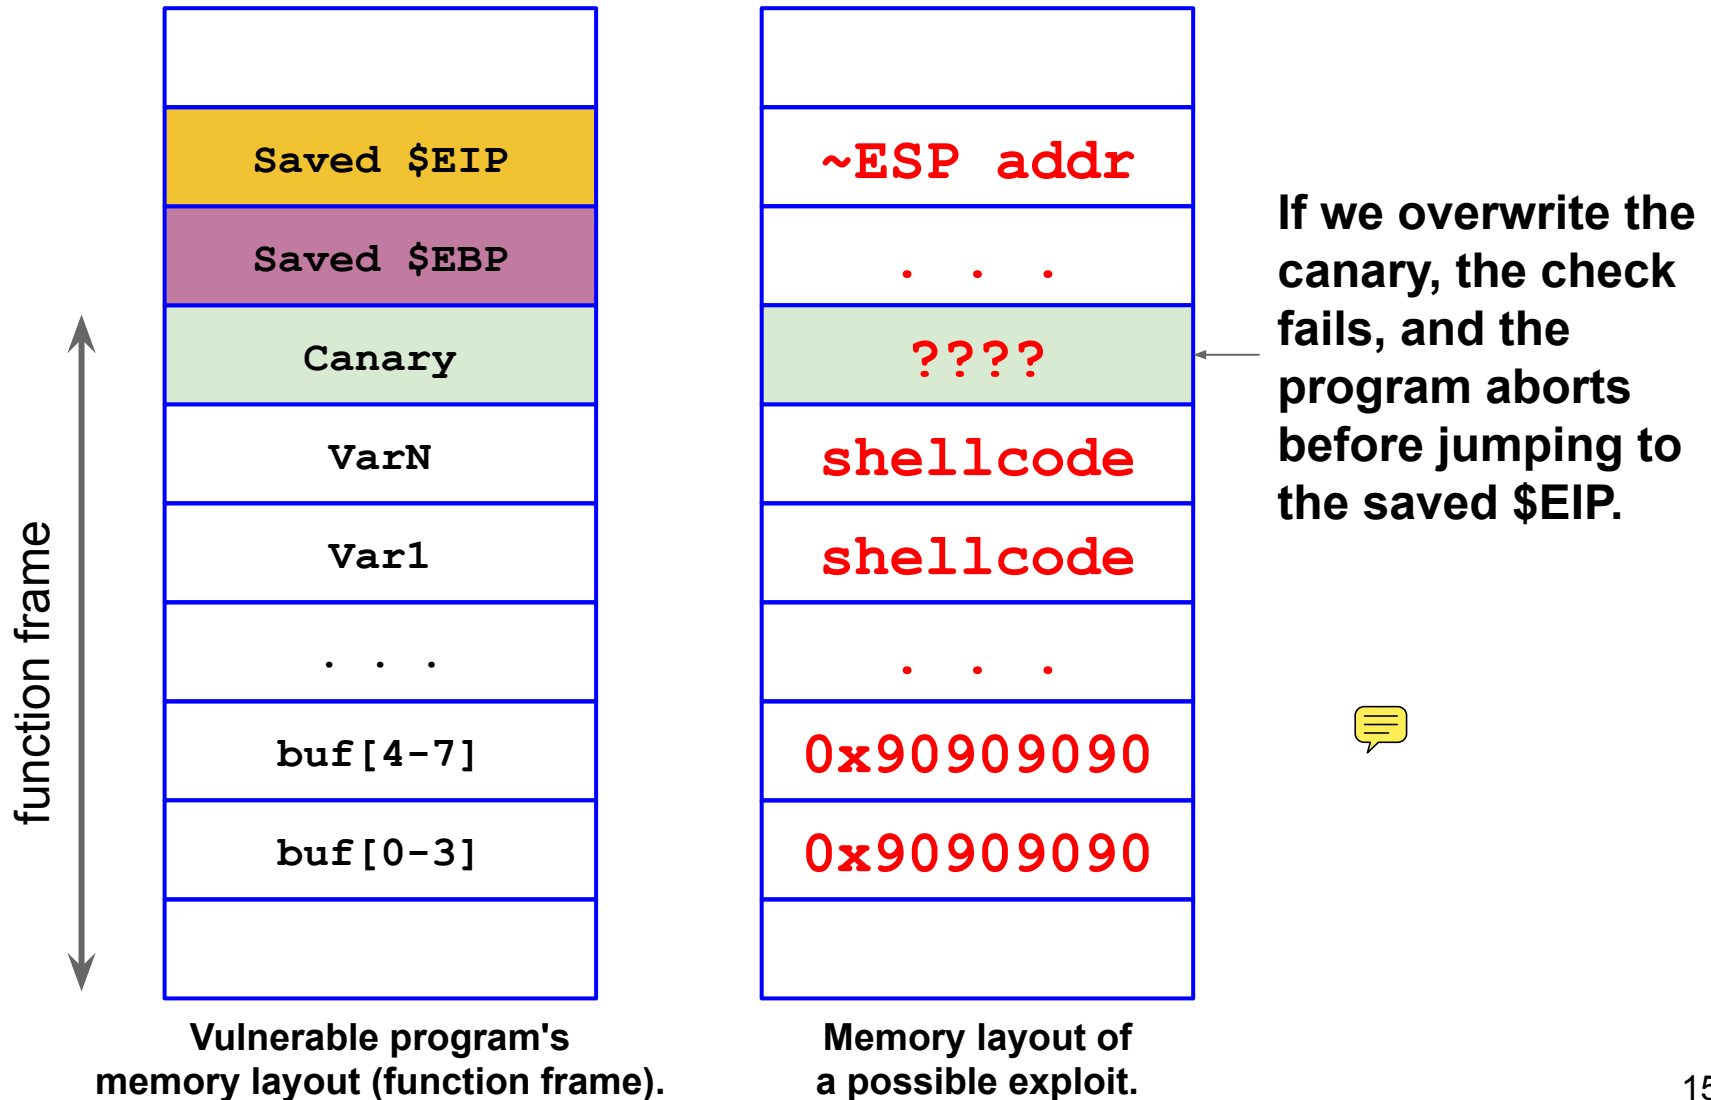 function frame
Saved $EIP
Saved $EBP
Canary
VarN
Var1
. . .
buf[4-7]
buf[0-3]
Vulnerable program's
memory layout (function frame).
~ESP addr
. . .
????
shellcode
shellcode
. . .
0x90909090
0x90909090
Memory layout of
a possible exploit.
If we overwrite the
canary, the check
fails, and the
program aborts
before jumping to
the saved $EIP.
15